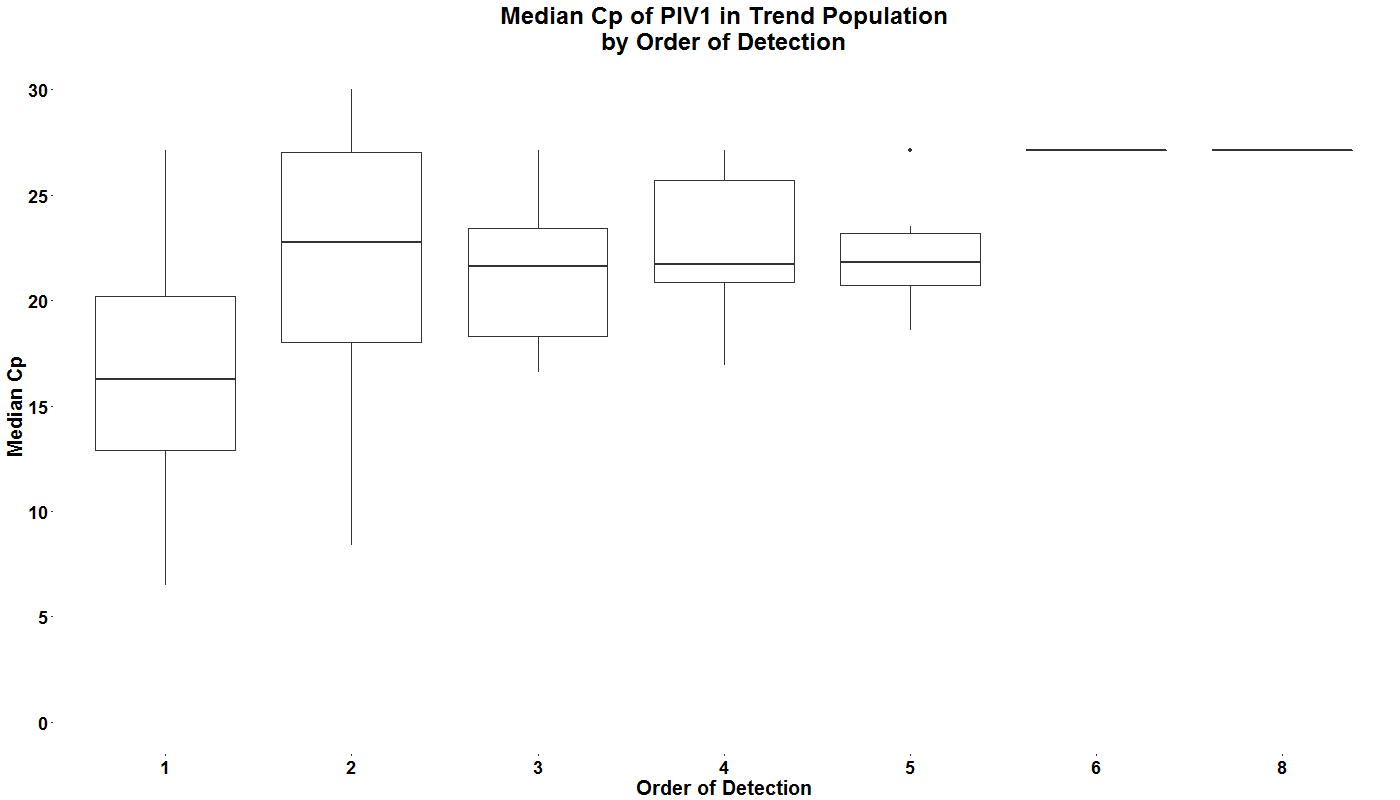 Median Cp of PIV1 in Trend Population
by Order of Detection
30
25
20
15
10
5
0
Median Cp
1 2 3 4 5 6 8
Order of Detection